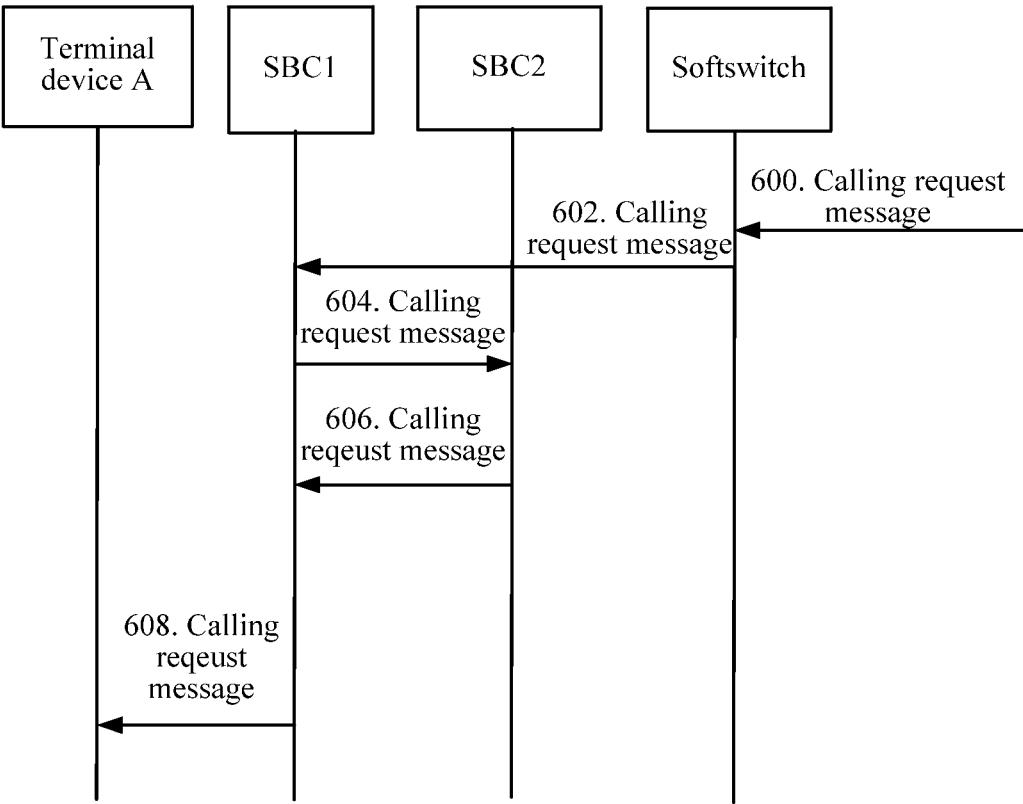 Terminal
device A
SBC1
SBC2
Softswitch
600. Calling request
message
602. Calling
request message
604. Calling
request message
606. Calling
reqeust message
608. Calling
reqeust
message